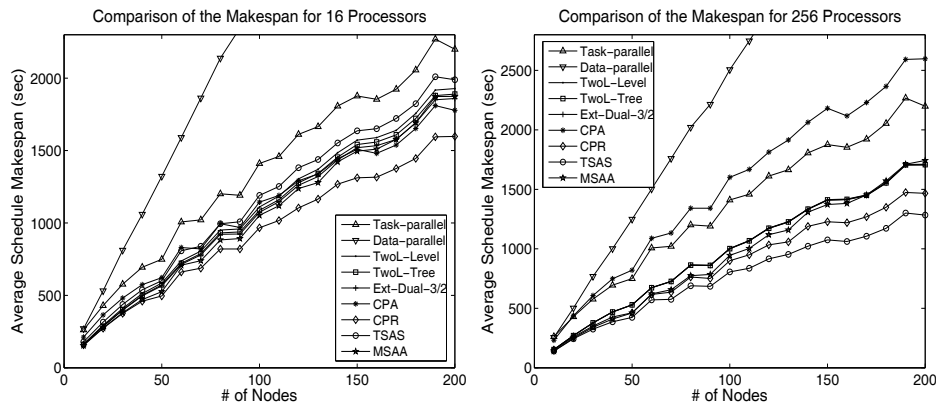 Comparison of the Makespan for 16 Processors
Average Schedule Makespan (sec)
2000
1500
1000
500
0
0
50
100
150
200
# of Nodes
Task−parallel
Data−parallel
TwoL−Level
TwoL−Tree
Ext−Dual−3/2
CPA
CPR
TSAS
MSAA
Comparison of the Makespan for 256 Processors
Average Schedule Makespan (sec)
2500
2000
1500
1000
500
0
0
50
100
150
200
# of Nodes
Task−parallel
Data−parallel
TwoL−Level
TwoL−Tree
Ext−Dual−3/2
CPA
CPR
TSAS
MSAA